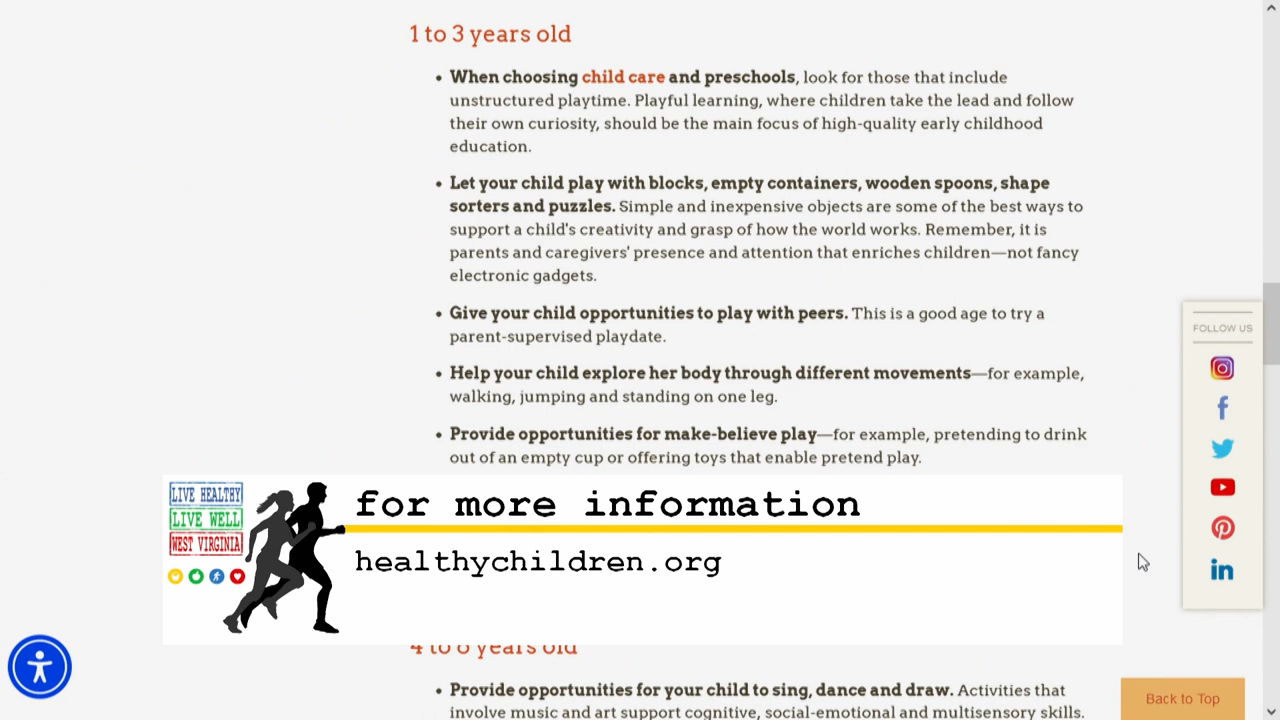 1 to 3 years old
• When choosing child care and preschools, look for those that include
unstructured playtime. Playful learning, where children take the lead and follow
their own curiosity, should be the main focus of high-quality early childhood
education.
• Let your child play with blocks, empty containers, wooden spoons, shape
sorters and puzzles. Simple and inexpensive objects are some of the best ways to
support a child's creativity and grasp of how the world works. Remember, it is
parents and caregivers' presence and attention that enriches children—not fancy
electronic gadgets.
• Give your child opportunities to play with peers. This is a good age to try a
parent-supervised playdate.
• Help your child explore her body through different movements—for example,
walking, jumping and standing on one leg.
• Provide opportunities for make-believe play—for example, pretending to drink
out of an empty cup or offering toys that enable pretend play.
FOLLOW US
LIVE HEALTHY
LIVE WELL
WEST VIRGINIA
for more information
healthychildren.org
4 to 6 years old
• Provide opportunities for your child to sing, dance and draw. Activities that
involve music and art support cognitive, social-emotional and multisensory skills.
Back to Top